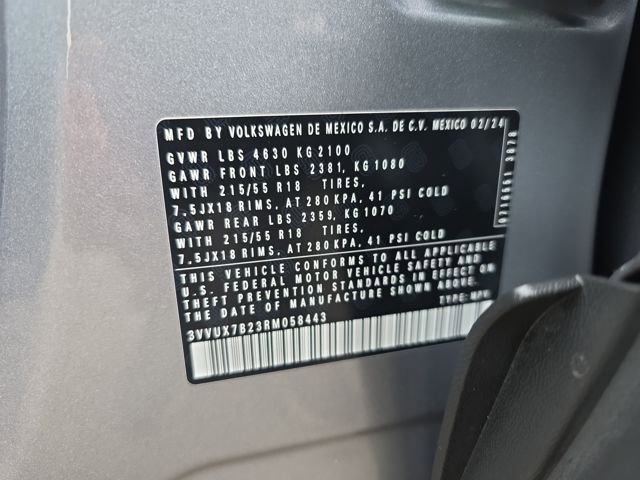 MFD BY VOLKSWAGEN DE MEXICO S.A. DE C.V. MEXICO 02/24
GVWR LBS 4630 KG 2100
GAWR FRONT LBS 2381, KG 1080
WITH 215/55 R18 TIRES,
7.5JX18 RIMS, AT 280 KPA, 41 PSI COLD
GAWR REAR LBS 2359, KG 1070
WITH 215/55 R18 TIRES,
7.5JX18 RIMS, AT 280 KPA, 41 PSI COLD
THIS VEHICLE CONFORMS TO ALL APPLICABLE
U.S. FEDERAL MOTOR VEHICLE SAFETY AND
THEFT PREVENTION STANDARDS IN EFFECT ON
THE DATE OF MANUFACTURE SHOWN ABOVE.
TYPE: MPV
3VVUX7B23RM058443